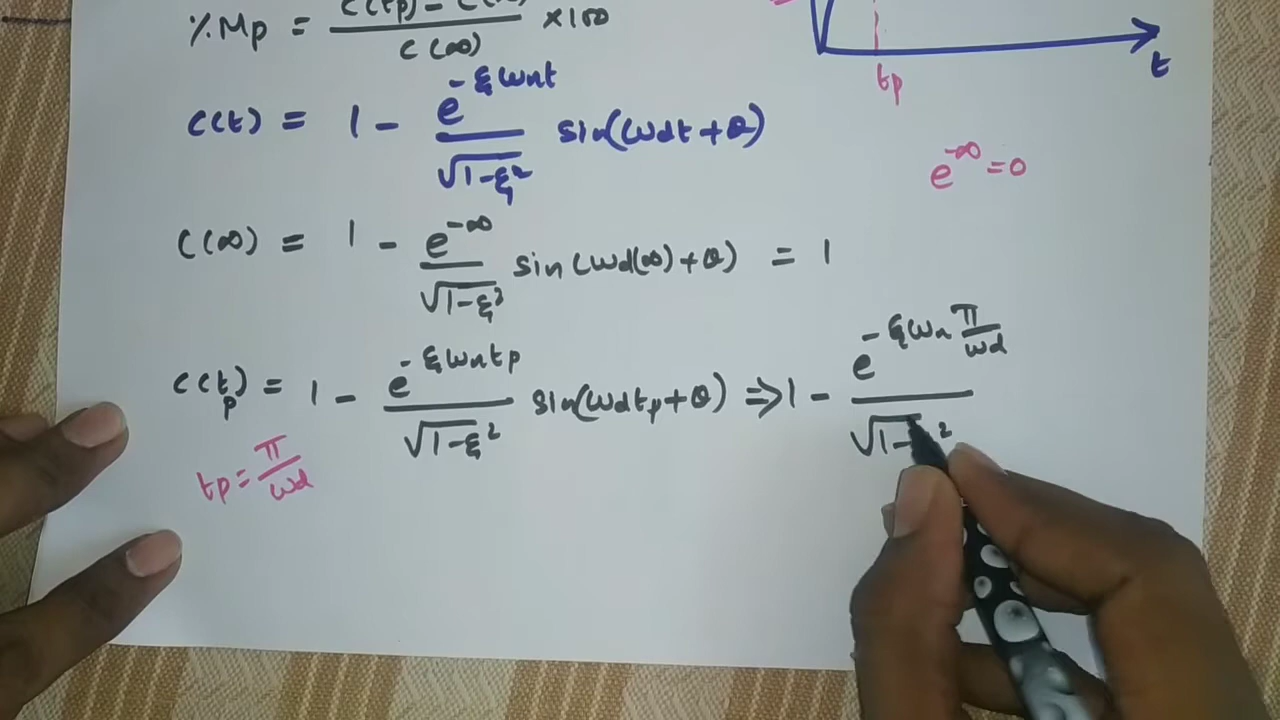 %Mp = C(tp) - C(∞) / C(∞) ×100
t
tp
C(t) = 1 - e^-ξωnt / √1-ξ² sin(ωdt + θ)
e^-∞ = 0
C(∞) = 1 - e^-∞ / √1-ξ² sin(ωd(∞) + θ) = 1
C(tp) = 1 - e^-ξωntp / √1-ξ² sin(ωdtp + θ) ⇒ 1 - e^-ξωn π/ωd / √1-ξ²
tp = π/ωd